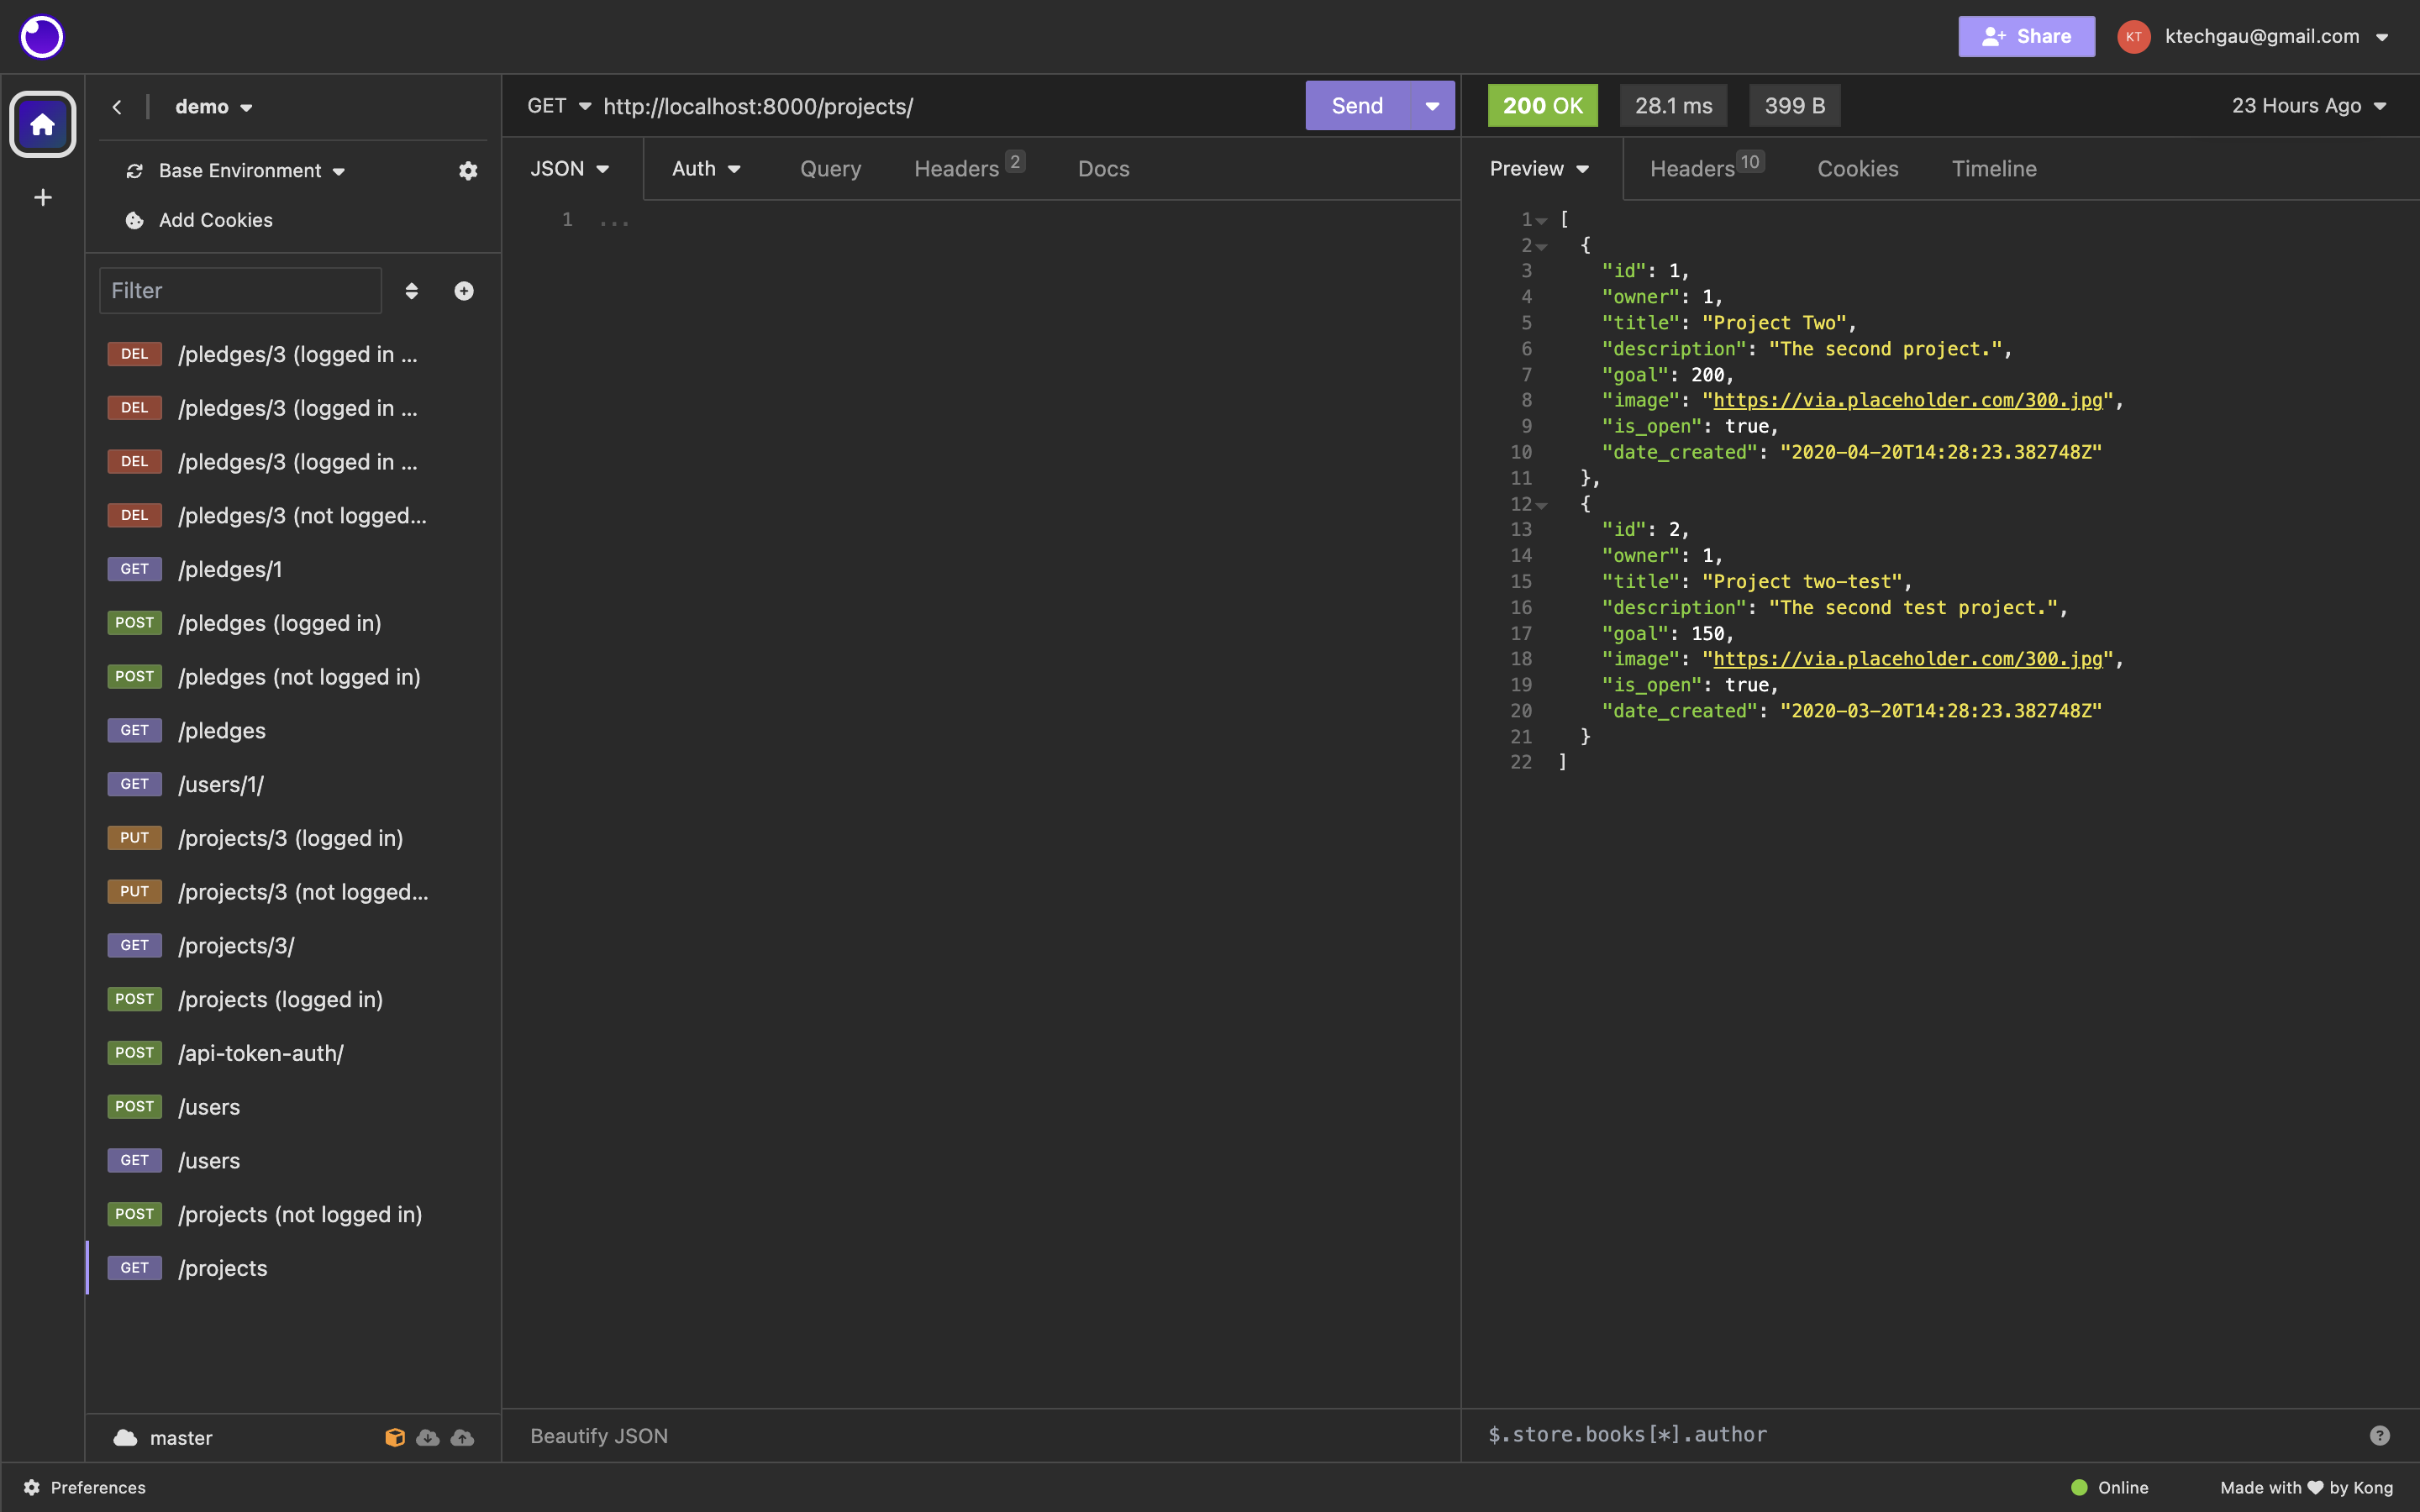 Share
KT
ktechgau@gmail.com
demo
Base Environment
Add Cookies
Filter
DEL /pledges/3 (logged in ...
DEL /pledges/3 (logged in ...
DEL /pledges/3 (logged in ...
DEL /pledges/3 (not logged...
GET /pledges/1
POST /pledges (logged in)
POST /pledges (not logged in)
GET /pledges
GET /users/1/
PUT /projects/3 (logged in)
PUT /projects/3 (not logged...
GET /projects/3/
POST /projects (logged in)
POST /api-token-auth/
POST /users
GET /users
POST /projects (not logged in)
GET /projects
master
GET http://localhost:8000/projects/ Send
JSON Auth Query Headers 2 Docs
1 ...
Beautify JSON
200 OK 28.1 ms 399 B 23 Hours Ago
Preview Headers 10 Cookies Timeline
1 [
2 {
3 "id": 1,
4 "owner": 1,
5 "title": "Project Two",
6 "description": "The second project.",
7 "goal": 200,
8 "image": "https://via.placeholder.com/300.jpg",
9 "is_open": true,
10 "date_created": "2020-04-20T14:28:23.382748Z"
11 },
12 {
13 "id": 2,
14 "owner": 1,
15 "title": "Project two-test",
16 "description": "The second test project.",
17 "goal": 150,
18 "image": "https://via.placeholder.com/300.jpg",
19 "is_open": true,
20 "date_created": "2020-03-20T14:28:23.382748Z"
21 }
22 ]
$.store.books[*].author
?
Preferences
Online
Made with ♥ by Kong